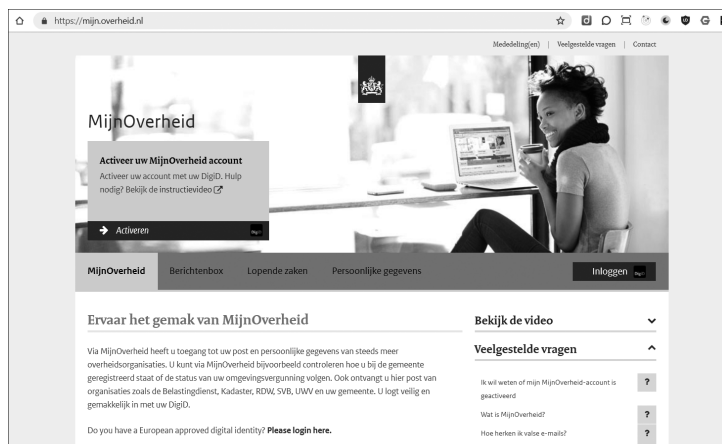 https://mijn.overheid.nl
Mededeling(en) | Veelgestelde vragen | Contact
MijnOverheid
Activeer uw MijnOverheid account
Activeer uw account met uw DigiD. Hulp
nodig? Bekijk de instructievideo
Activeren
MijnOverheid Berichtenbox Lopende zaken Persoonlijke gegevens Inloggen
Ervaar het gemak van MijnOverheid
Via MijnOverheid heeft u toegang tot uw post en persoonlijke gegevens van steeds meer
overheidsorganisaties. U kunt via MijnOverheid bijvoorbeeld controleren hoe u bij de gemeente
geregistreerd staat of de status van uw omgevingsvergunning volgen. Ook ontvangt u hier post van
organisaties zoals de Belastingdienst, Kadaster, RDW, SVB, UWV en uw gemeente. U logt veilig en
gemakkelijk in met uw DigiD.
Do you have a European approved digital identity? Please login here.
Bekijk de video
Veelgestelde vragen
Ik wil weten of mijn MijnOverheid-account is
geactiveerd
?
Wat is MijnOverheid? ?
Hoe herken ik valse e-mails? ?